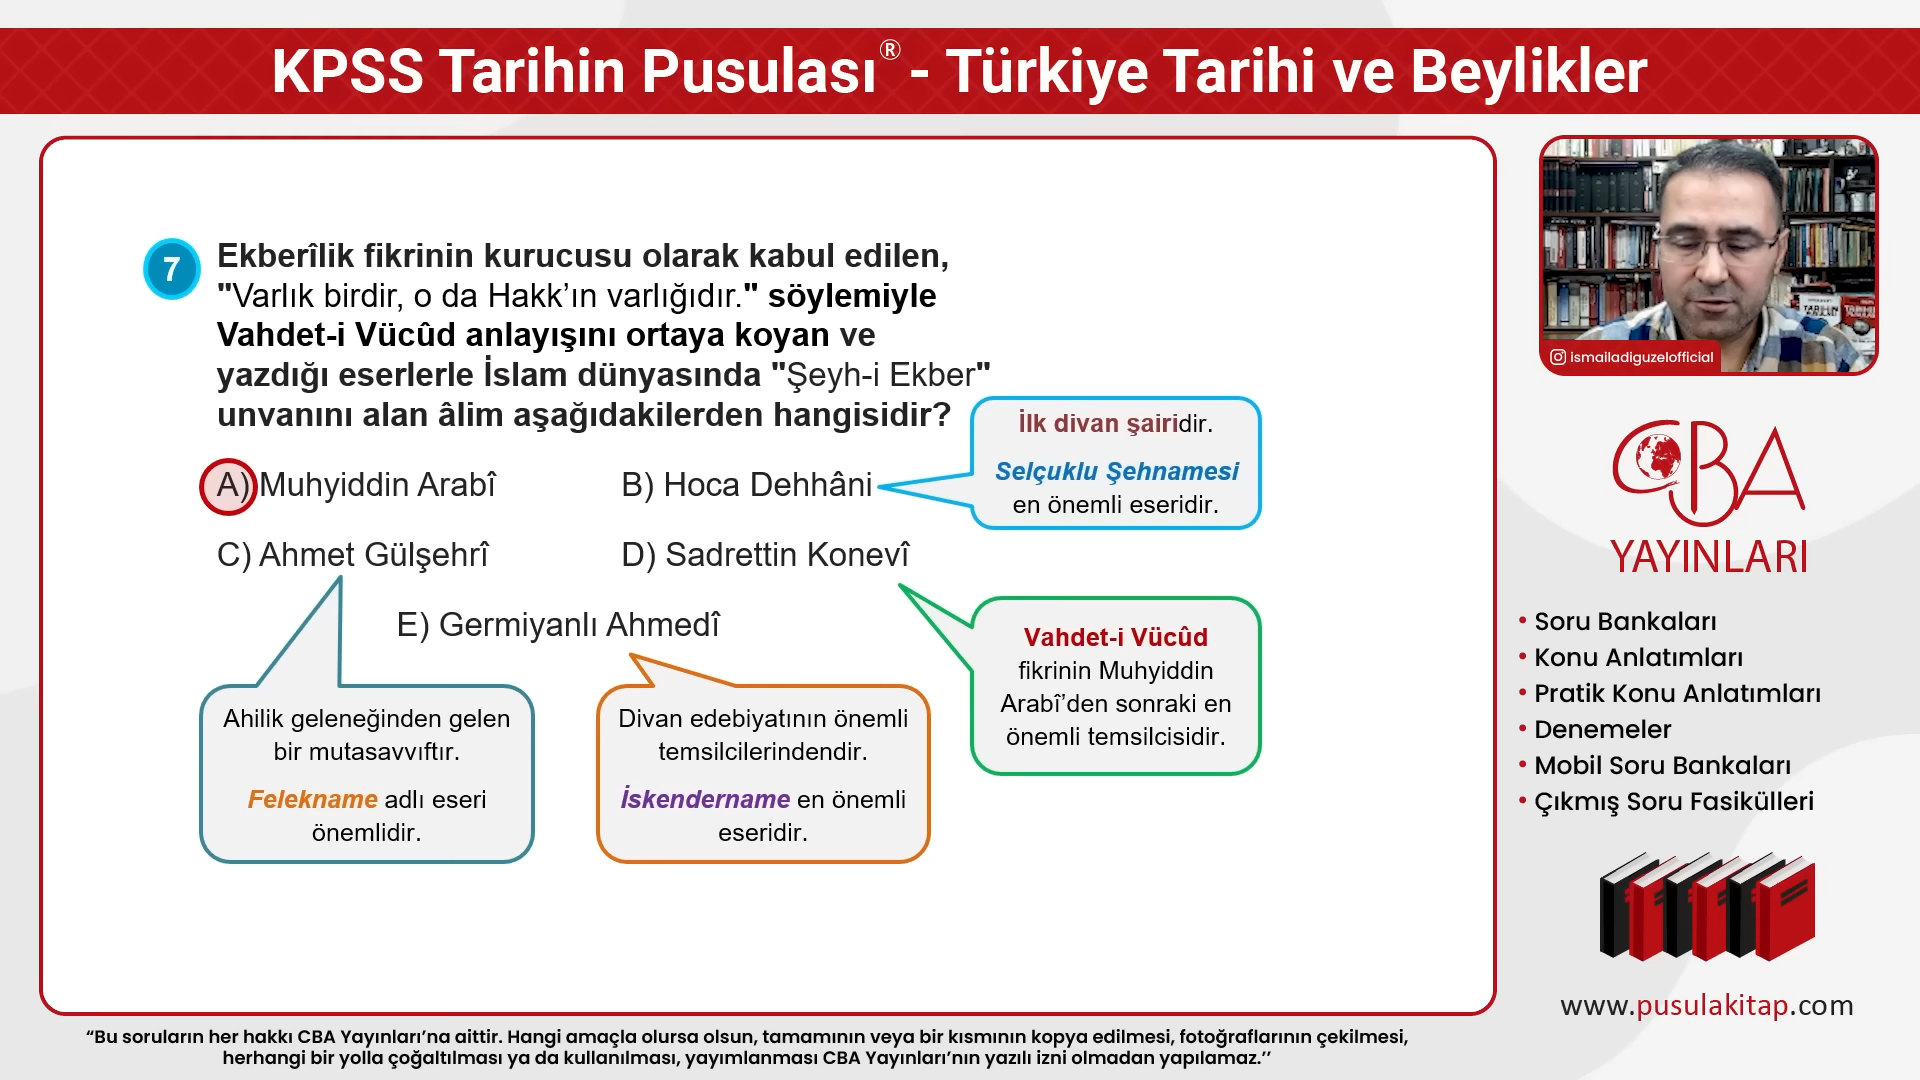 KPSS Tarihin Pusulası® - Türkiye Tarihi ve Beylikler
7
Ekberîlik fikrinin kurucusu olarak kabul edilen,
"Varlık birdir, o da Hakk’ın varlığıdır." söylemiyle
Vahdet-i Vücûd anlayışını ortaya koyan ve
yazdığı eserlerle İslam dünyasında "Şeyh-i Ekber"
unvanını alan âlim aşağıdakilerden hangisidir?
A) Muhyiddin Arabî
B) Hoca Dehhâni
İlk divan şairidir.
Selçuklu Şehnamesi
en önemli eseridir.
C) Ahmet Gülşehrî
D) Sadrettin Konevî
E) Germiyanlı Ahmedî
Vahdet-i Vücûd
fikrinin Muhyiddin
Arabî’den sonraki en
önemli temsilcisidir.
Ahilik geleneğinden gelen
bir mutasavvıftır.
Felekname adlı eseri
önemlidir.
Divan edebiyatının önemli
temsilcilerindendir.
İskendername en önemli
eseridir.
ismailadiguzelofficial
CBA
YAYINLARI
• Soru Bankaları
• Konu Anlatımları
• Pratik Konu Anlatımları
• Denemeler
• Mobil Soru Bankaları
• Çıkmış Soru Fasikülleri
www.pusulakitap.com
“Bu soruların her hakkı CBA Yayınları’na aittir. Hangi amaçla olursa olsun, tamamının veya bir kısmının kopya edilmesi, fotoğraflarının çekilmesi,
herhangi bir yolla çoğaltılması ya da kullanılması, yayımlanması CBA Yayınları’nın yazılı izni olmadan yapılamaz.’’